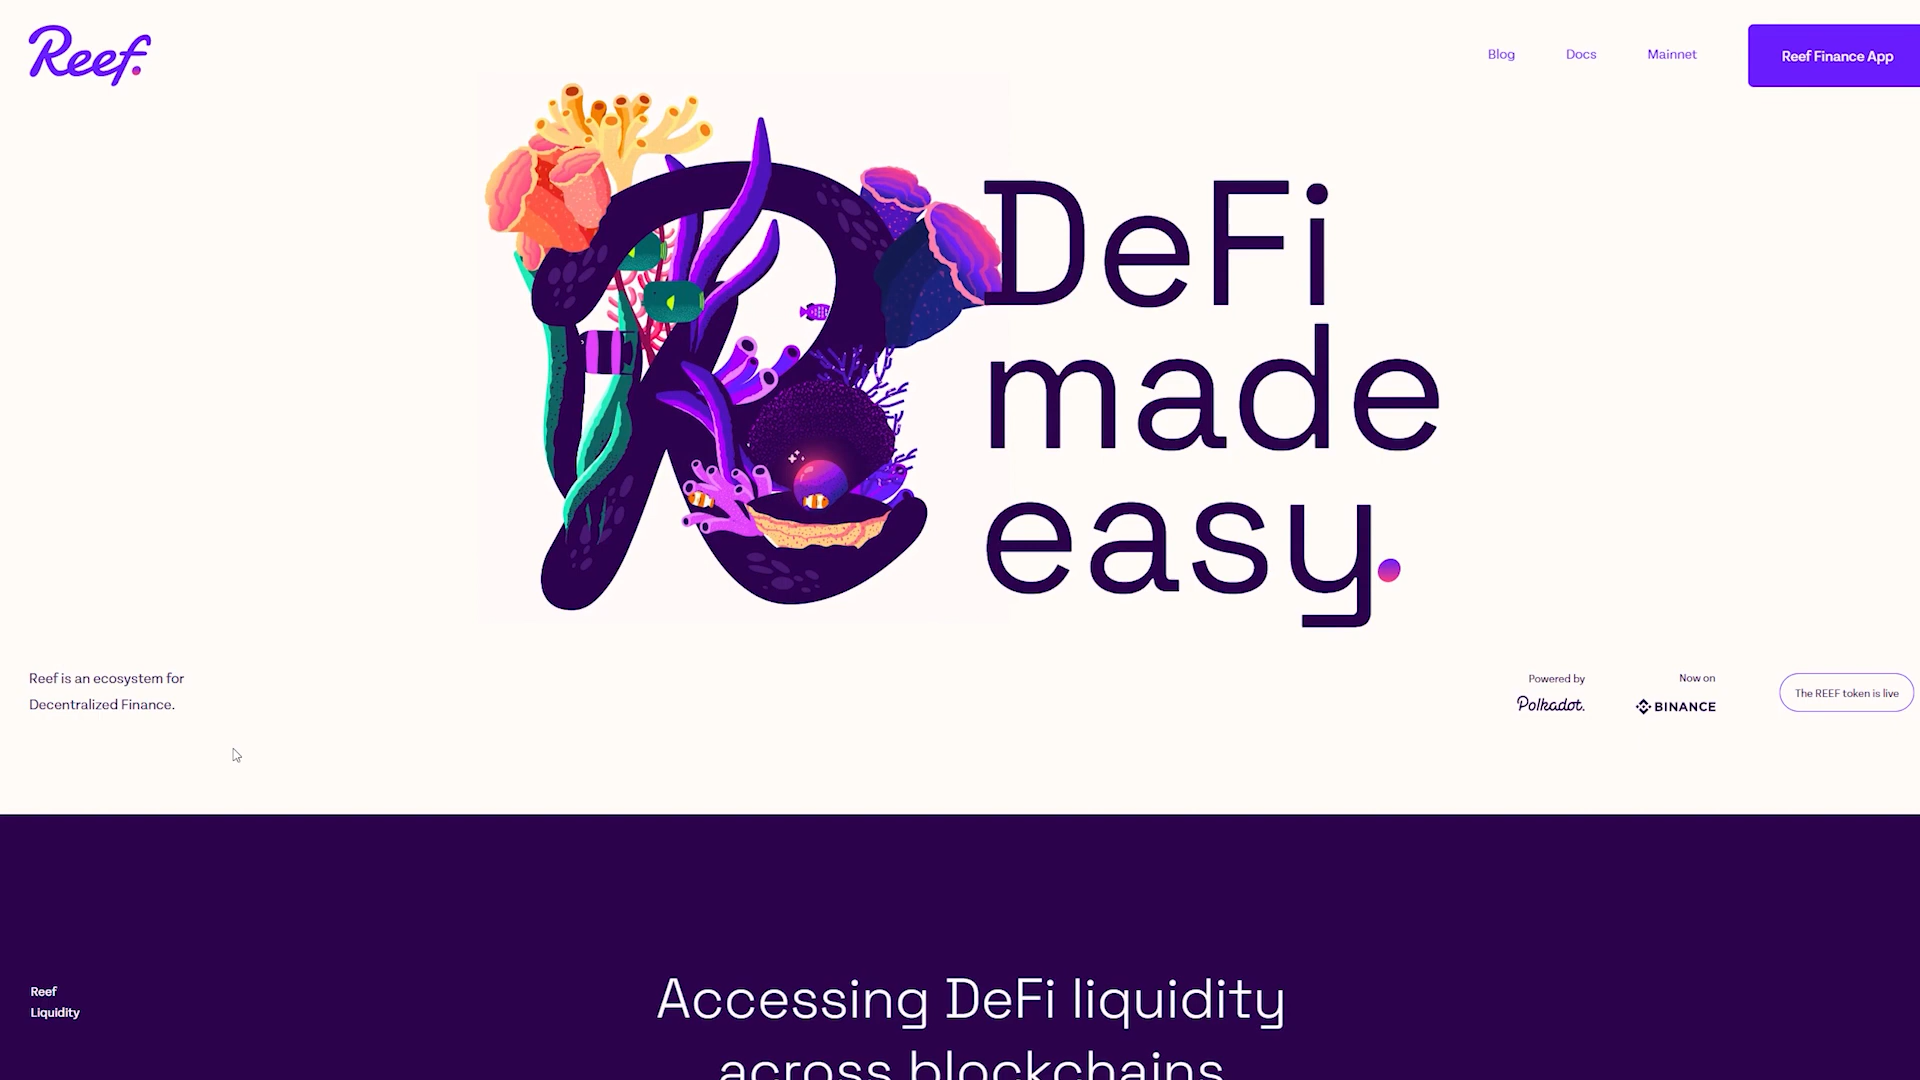 Reef.
Blog
Docs
Mainnet
Reef Finance App
DeFi
made
easy.
Reef is an ecosystem for
Decentralized Finance.
Powered by
Polkadot.
Now on
BINANCE
The REEF token is live
Reef
Liquidity
Accessing DeFi liquidity
across blockchains